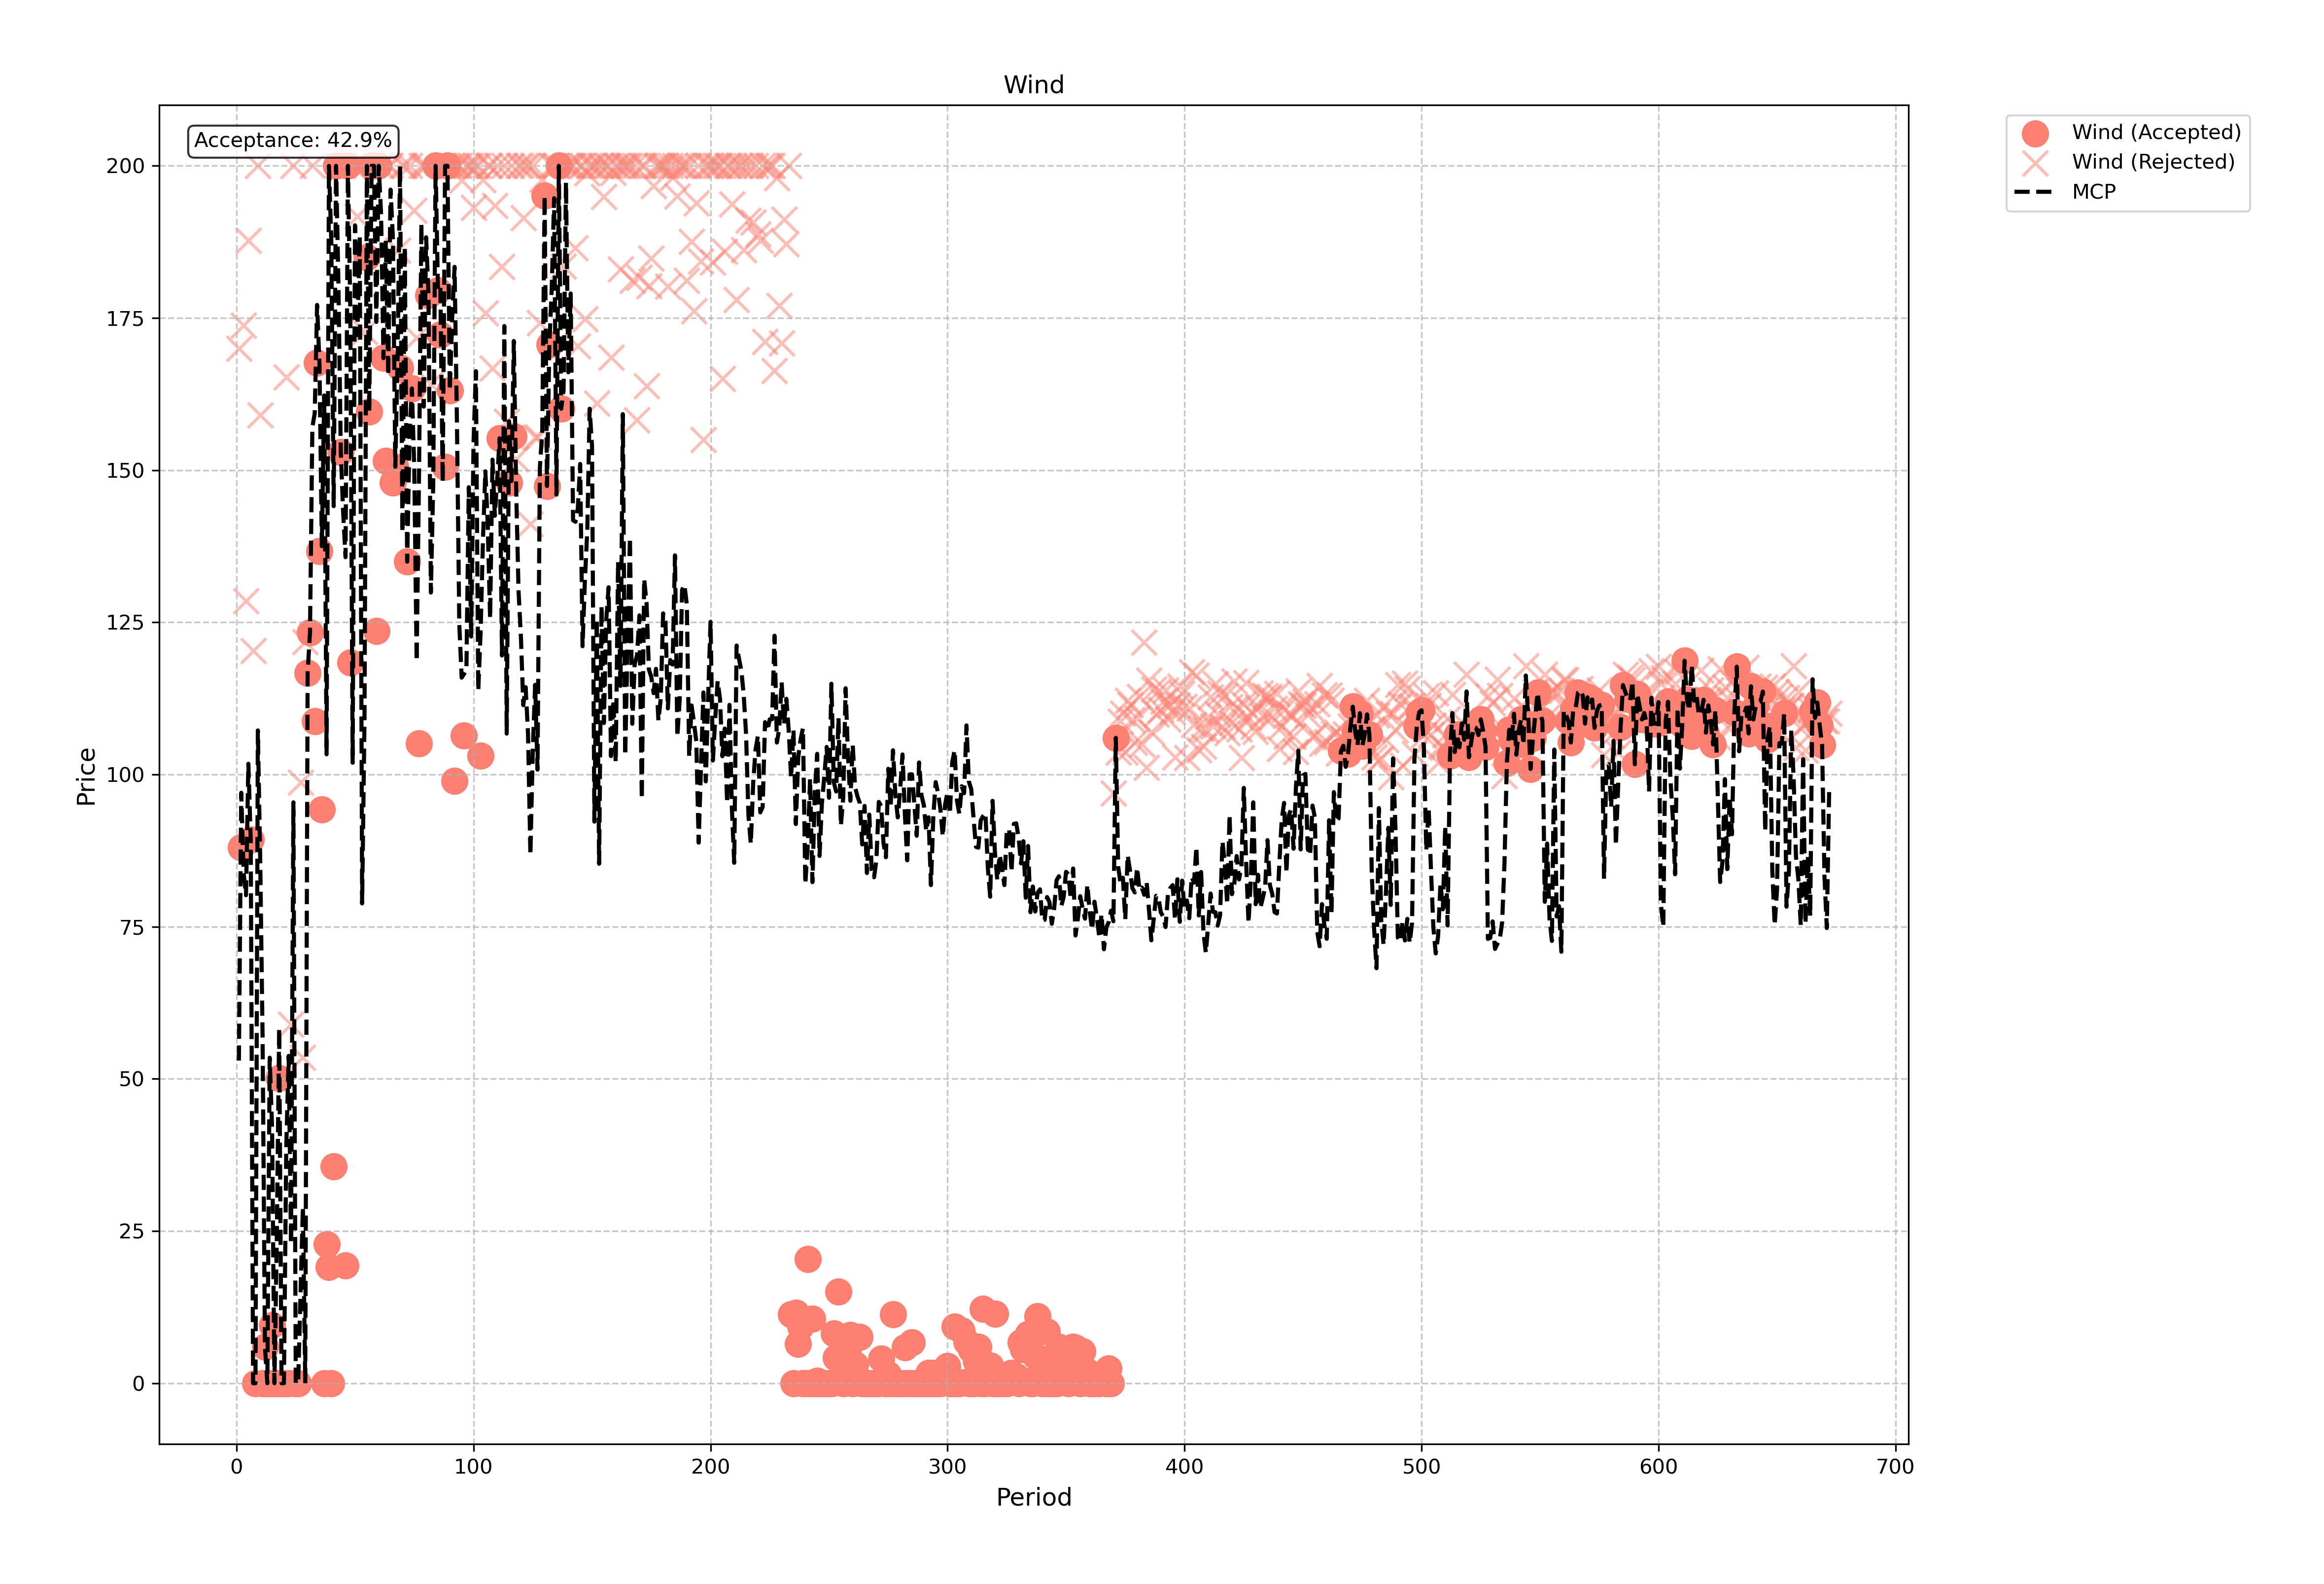 Wind
Acceptance: 42.9%
Wind (Accepted)
Wind (Rejected)
MCP
Price
200
175
150
125
100
75
50
25
0
0 100 200 300 400 500 600 700
Period